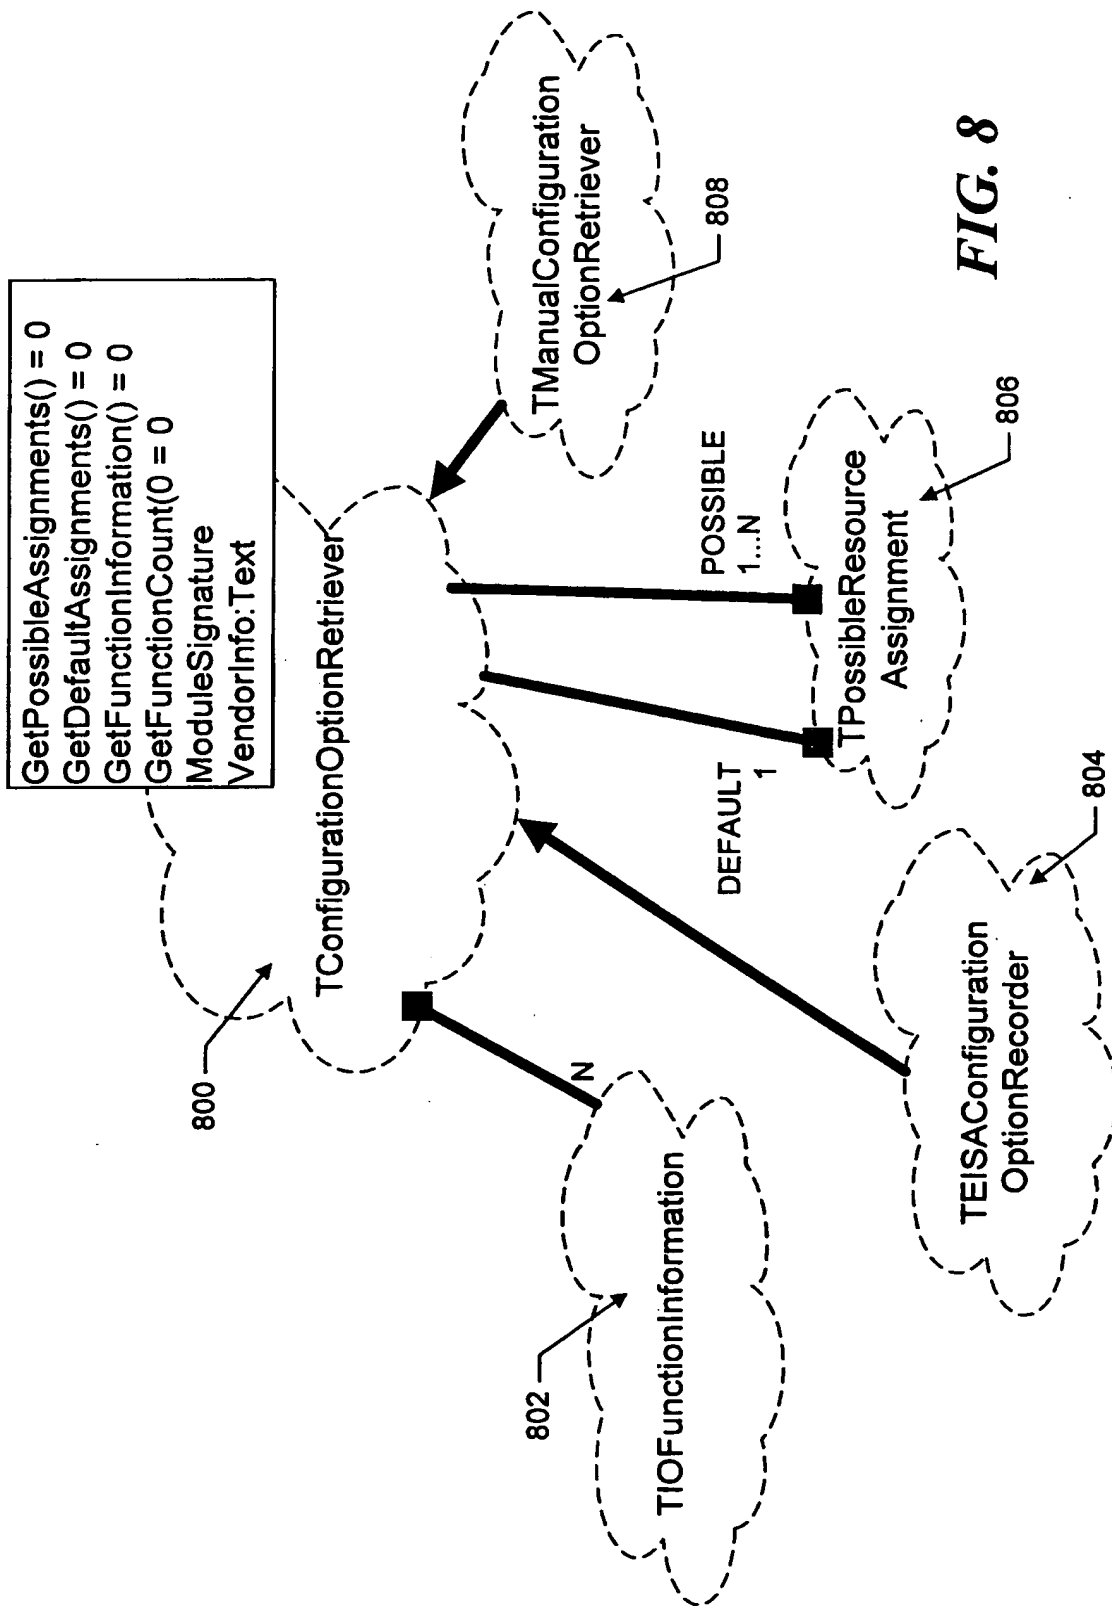 GetPossibleAssignments() = 0
GetDefaultAssignments() = 0
GetFunctionInformation() = 0
GetFunctionCount(0 = 0
ModuleSignature
VendorInfo:Text
800
TConfigurationOptionRetriever
N
802
TIOFunctionInformation
DEFAULT
1
POSSIBLE
1...N
TManualConfiguration
OptionRetriever
808
TPossibleResource
Assignment
806
TEISAConfiguration
OptionRecorder
804
FIG. 8